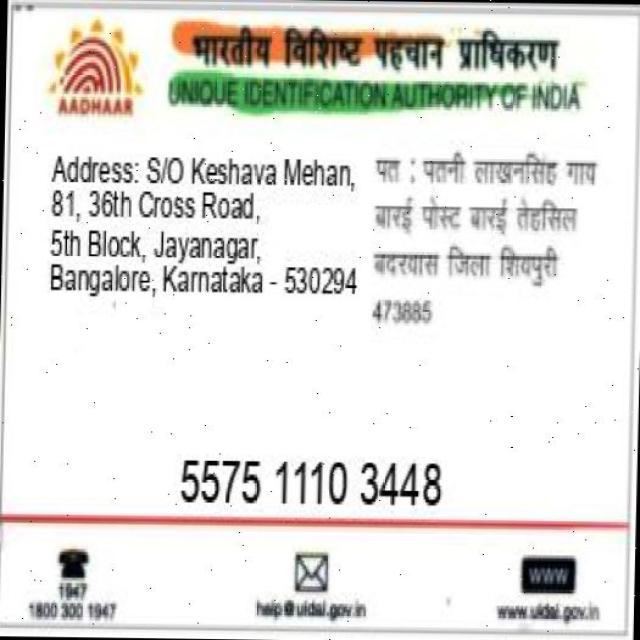 भारतीय विशिष्ट पहचान प्राधिकरण
UNIQUE IDENTIFICATION AUTHORITY OF INDIA
AADHAAR
Address: S/O Keshava Mehan,
81, 36th Cross Road,
5th Block, Jayanagar,
Bangalore, Karnataka - 530294
पत : पतनी लाखनसिंह गाय
बारई पोस्ट बारई तेहसिल
बदरवास जिला शिवपुरी
473885
5575 1110 3448
1947
1800 300 1947
help@uidai.gov.in
www
www.uidai.gov.in